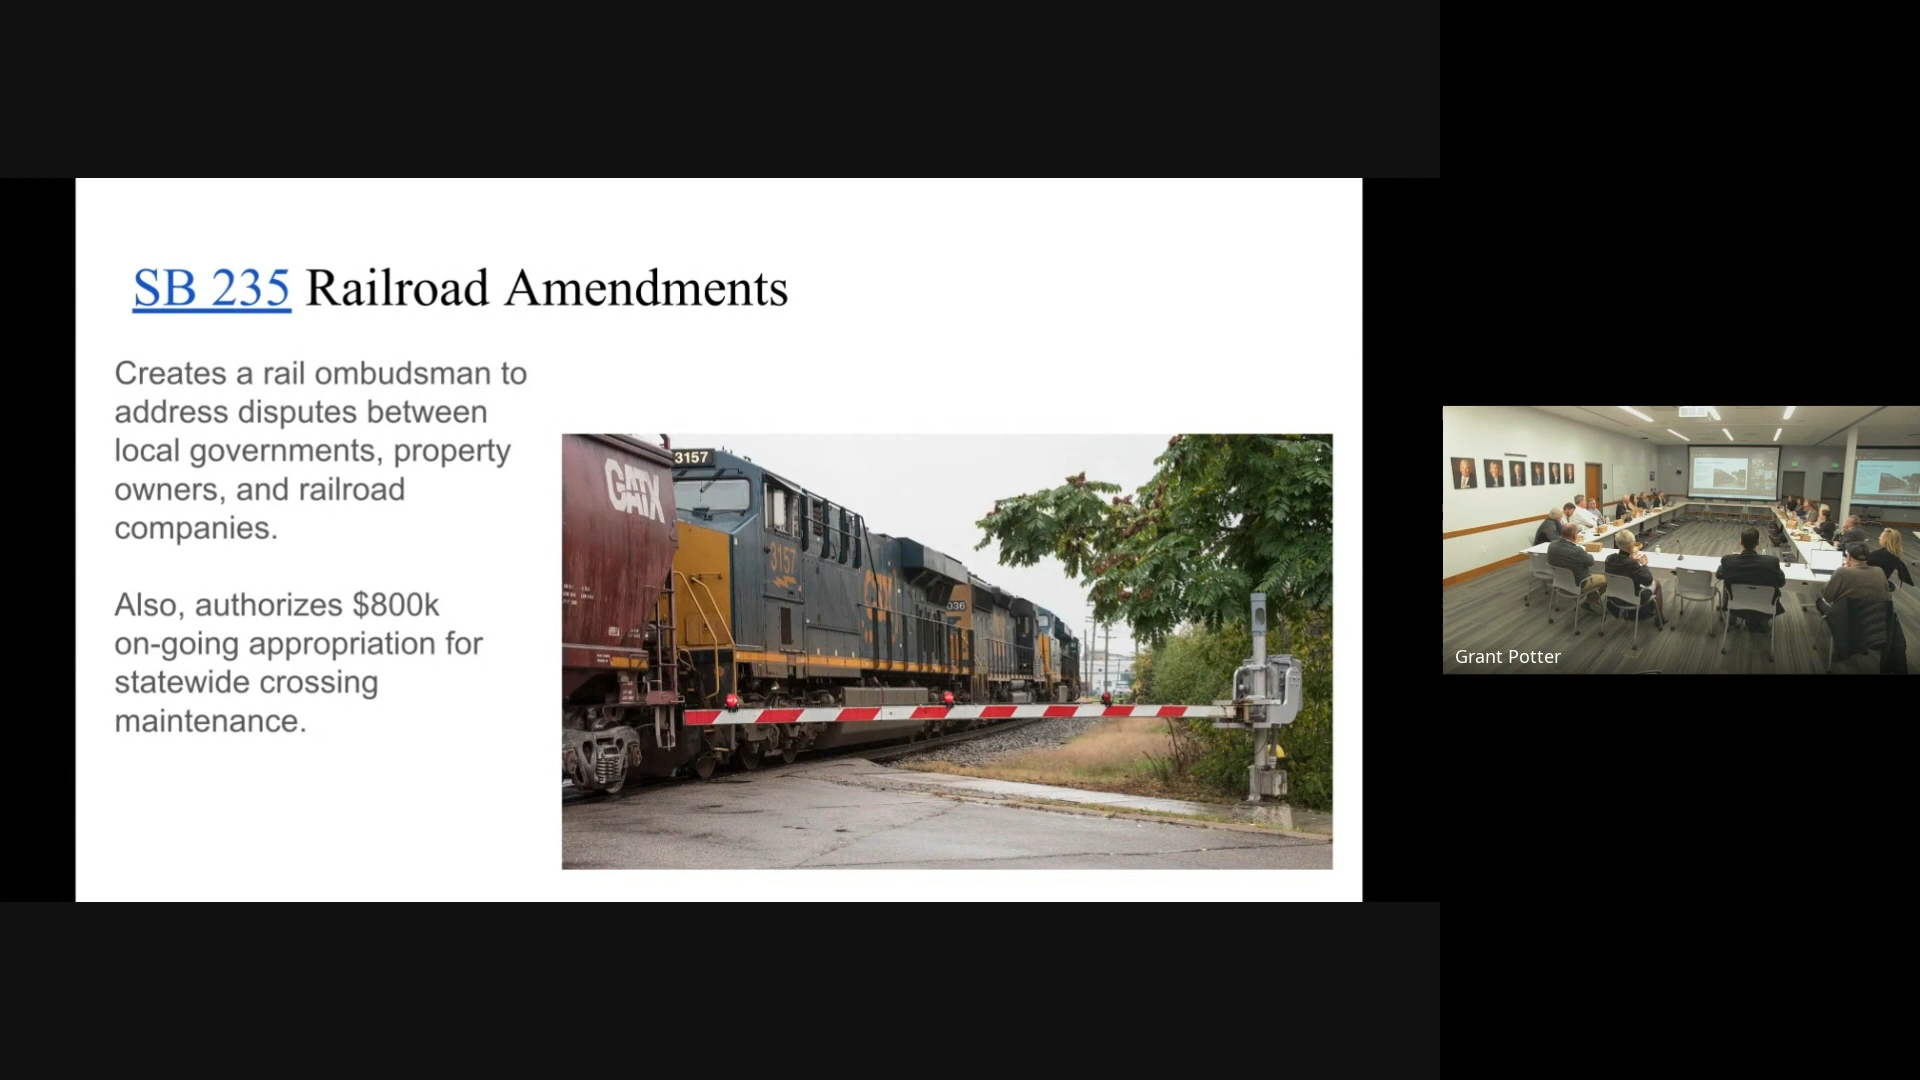 SB 235 Railroad Amendments
Creates a rail ombudsman to
address disputes between
local governments, property
owners, and railroad
companies.
Also, authorizes $800k
on-going appropriation for
statewide crossing
maintenance.
GATX
3157
3157
CSX
036
Grant Potter